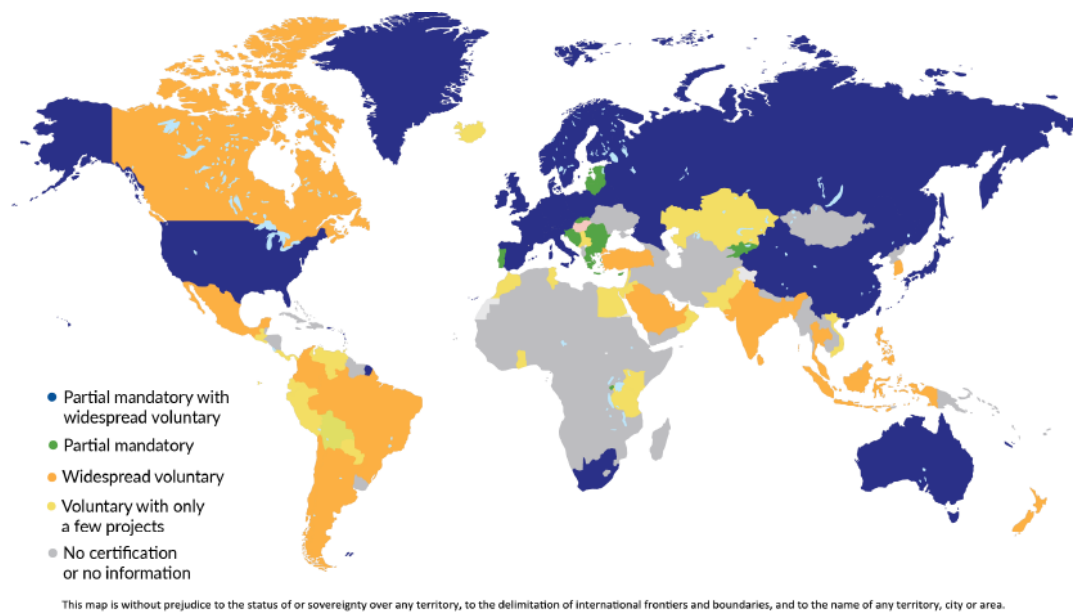 Partial mandatory with
widespread voluntary
Partial mandatory
Widespread voluntary
Voluntary with only
a few projects
No certification
or no information
This map is without prejudice to the status of or sovereignty over any territory, to the delimitation of international frontiers and boundaries, and to the name of any territory, city or area.